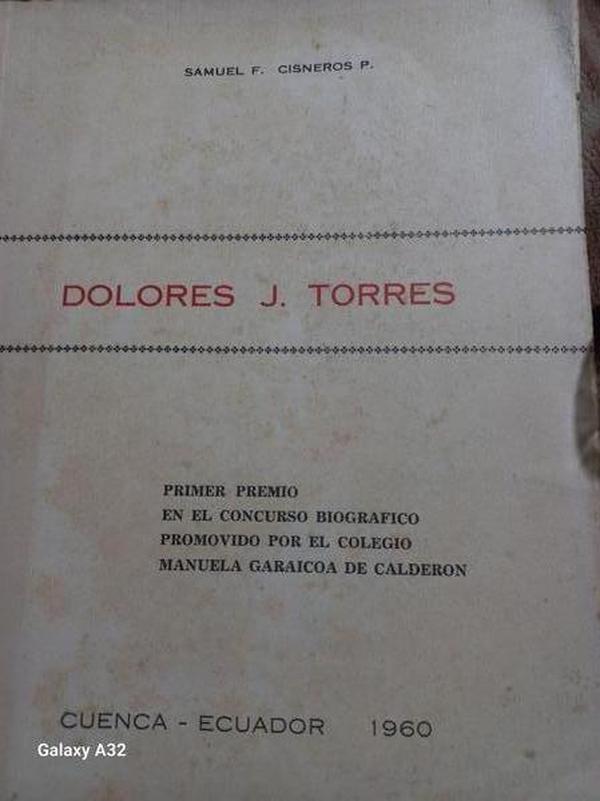 SAMUEL F. CISNEROS P.
DOLORES J. TORRES
PRIMER PREMIO
EN EL CONCURSO BIOGRAFICO
PROMOVIDO POR EL COLEGIO
MANUELA GARAICOA DE CALDERON
CUENCA - ECUADOR 1960
Galaxy A32